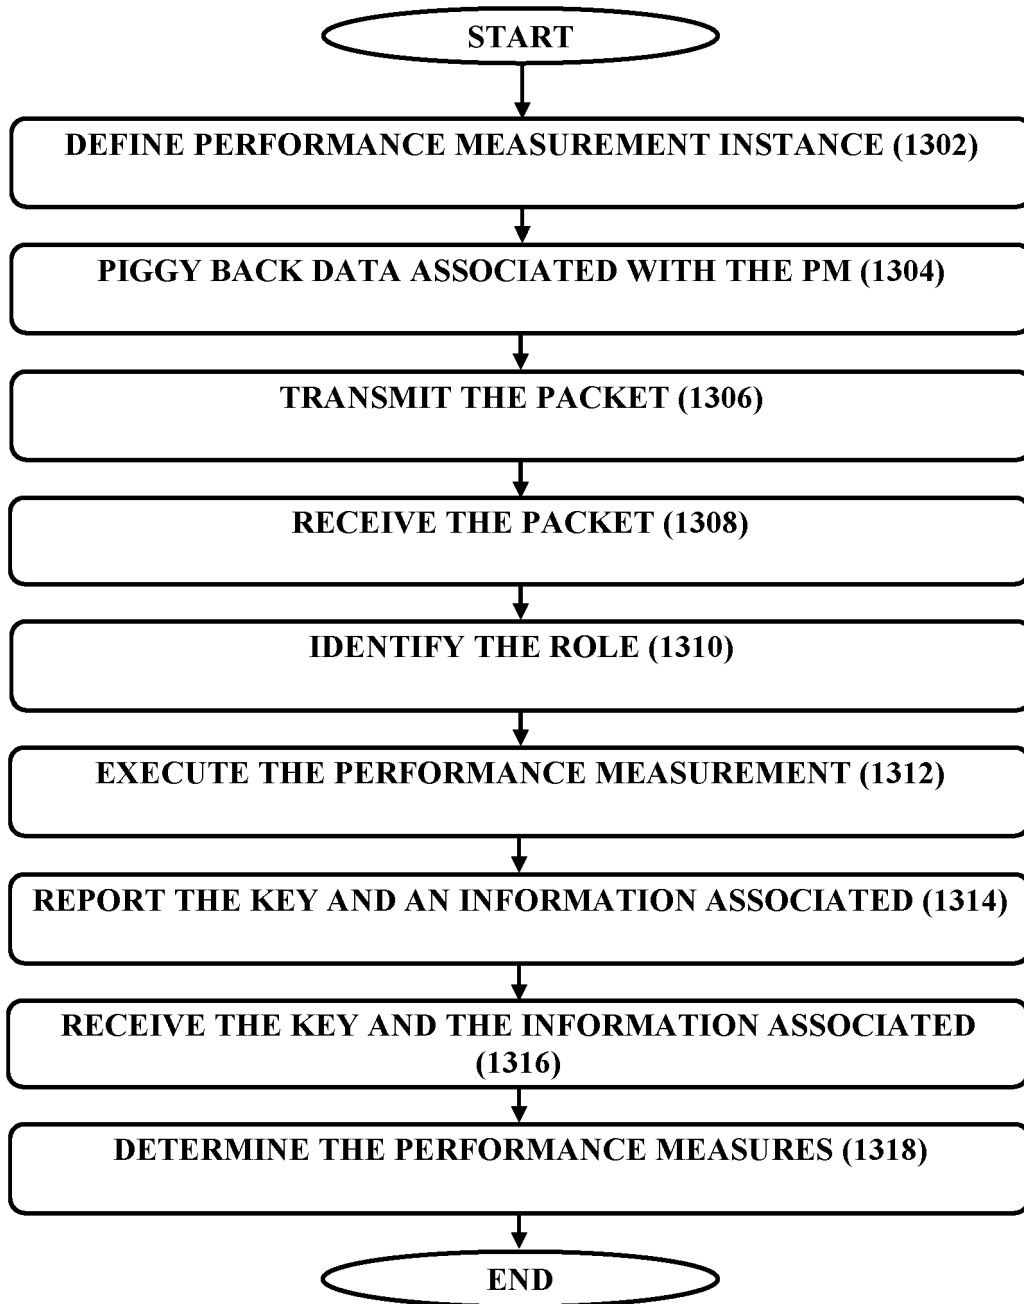 START
DEFINE PERFORMANCE MEASUREMENT INSTANCE (1302)
PIGGY BACK DATA ASSOCIATED WITH THE PM (1304)
TRANSMIT THE PACKET (1306)
RECEIVE THE PACKET (1308)
IDENTIFY THE ROLE (1310)
EXECUTE THE PERFORMANCE MEASUREMENT (1312)
REPORT THE KEY AND AN INFORMATION ASSOCIATED (1314)
RECEIVE THE KEY AND THE INFORMATION ASSOCIATED
(1316)
DETERMINE THE PERFORMANCE MEASURES (1318)
END